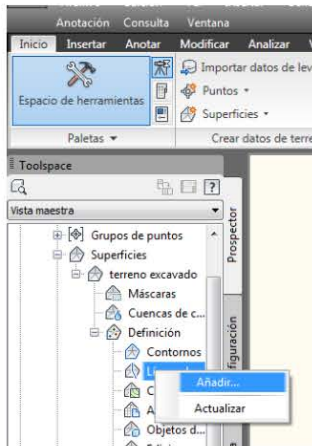 Anotación Consulta Ventana
Inicio Insertar Anotar Modificar Analizar
Espacio de herramientas
Importar datos de lev
Puntos
Superficies
Paletas
Crear datos de terre
Toolspace
Vista maestra
Prospector
Grupos de puntos
Superficies
terreno excavado
Máscaras
Cuencas de c...
Definición
Contornos
Añadir...
Actualizar
Objetos d...
figuración